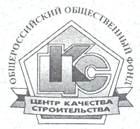 ОБЩЕРОССИЙСКИЙ ОБЩЕСТВЕННЫЙ ФОНД
ЦКС
ЦЕНТР КАЧЕСТВА
СТРОИТЕЛЬСТВА